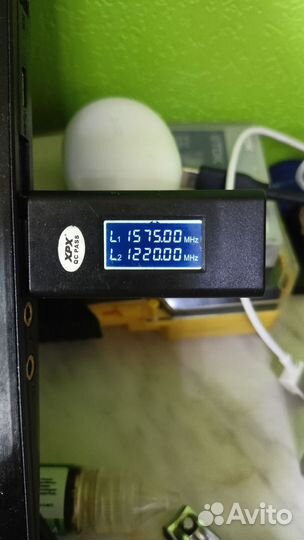 XPX
QC PASS
L1 1575.00 MHz
L2 1220.00 MHz
Avito